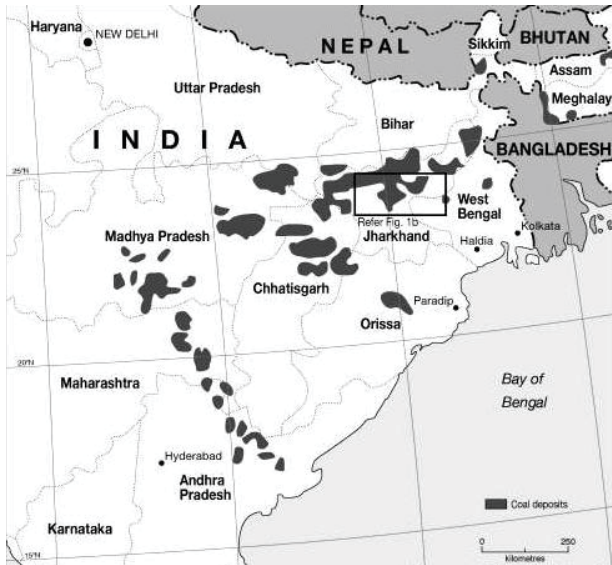 Haryana
NEW DELHI
NEPAL
Sikkim
BHUTAN
Assam
Meghalay
Uttar Pradesh
Bihar
INDIA
BANGLADESH
25°N
West
Bengal
Refer Fig. 1b
Jharkhand
Kolkata
Haldia
Madhya Pradesh
Chhatisgarh
Paradip
Orissa
20°N
Maharashtra
Bay of
Bengal
Hyderabad
Andhra
Pradesh
Coal deposits
Karnataka
0 250
kilometres
15°N